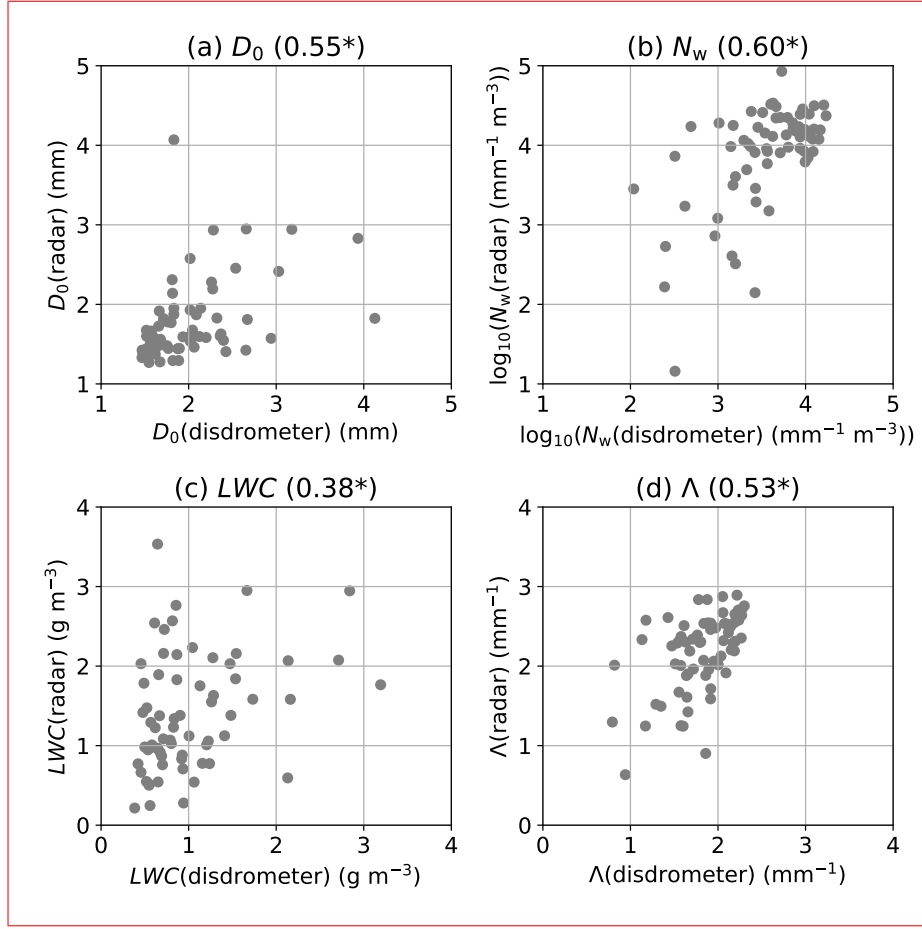 (a) D₀ (0.55*)
5
4
3
2
1
D₀(radar) (mm)
1 2 3 4 5
D₀(disdrometer) (mm)
(b) N_w (0.60*)
5
4
3
2
1
log₁₀(N_w(radar) (mm⁻¹ m⁻³))
1 2 3 4 5
log₁₀(N_w(disdrometer) (mm⁻¹ m⁻³))
(c) LWC (0.38*)
4
3
2
1
0
LWC(radar) (g m⁻³)
0 1 2 3 4
LWC(disdrometer) (g m⁻³)
(d) Λ (0.53*)
4
3
2
1
0
Λ(radar) (mm⁻¹)
0 1 2 3 4
Λ(disdrometer) (mm⁻¹)